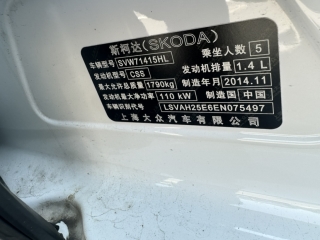 斯柯达(SKODA) 乘坐人数 5
车辆型号 SVW71415HL 发动机排量 1.4 L
发动机型号 CSS 制造年月 2014.11
最大允许总质量 1790kg 制造国 中国
发动机最大净功率 110 kW
车辆识别代号 LSVAH25E6EN075497
上海大众汽车有限公司